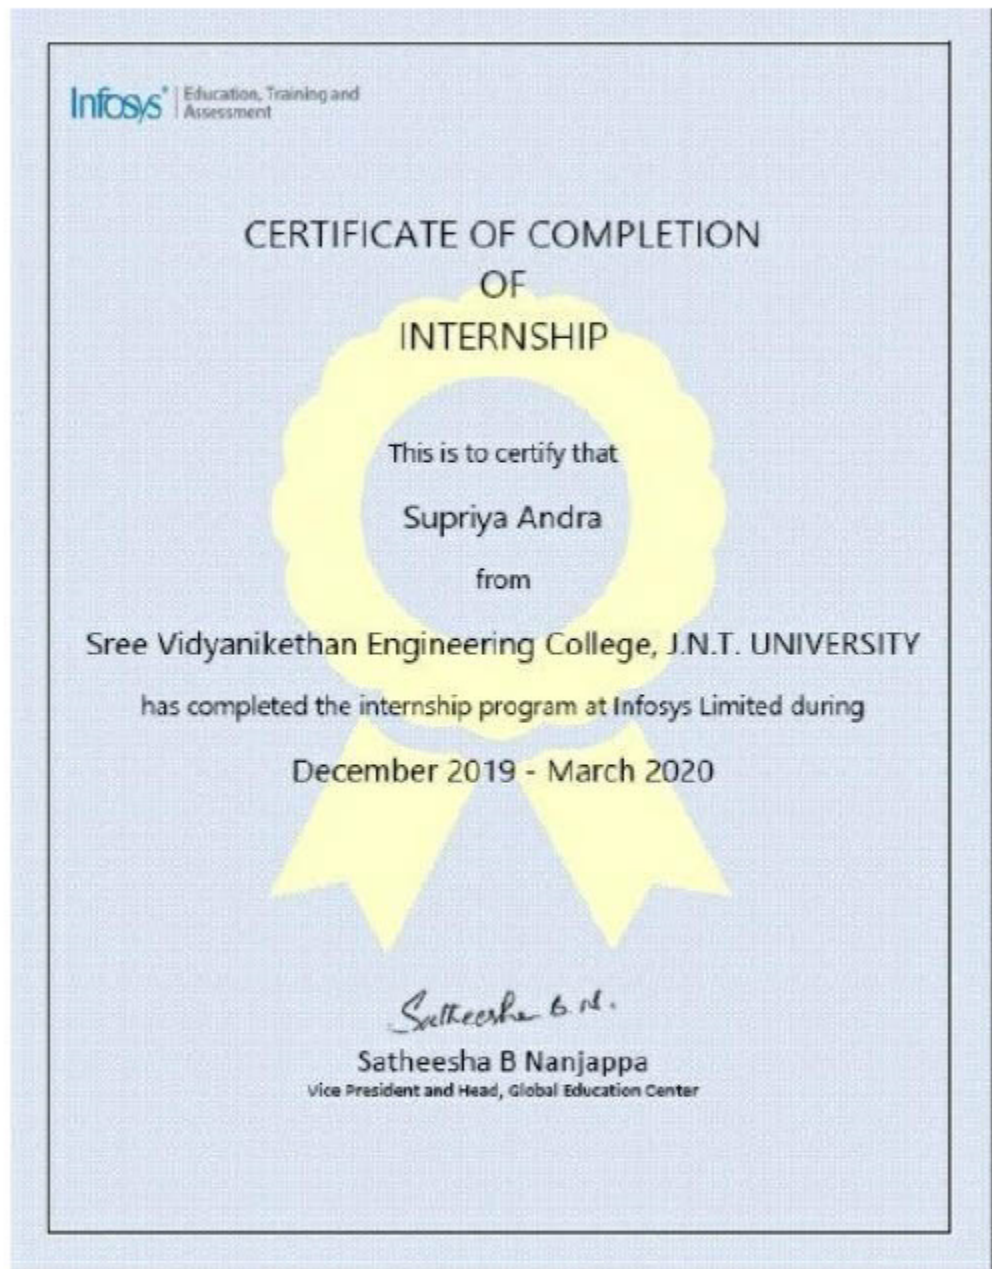 Infosys® | Education, Training and
Assessment
CERTIFICATE OF COMPLETION
OF
INTERNSHIP
This is to certify that
Supriya Andra
from
Sree Vidyanikethan Engineering College, J.N.T. UNIVERSITY
has completed the internship program at Infosys Limited during
December 2019 - March 2020
Satheesha B. N.
Satheesha B Nanjappa
Vice President and Head, Global Education Center